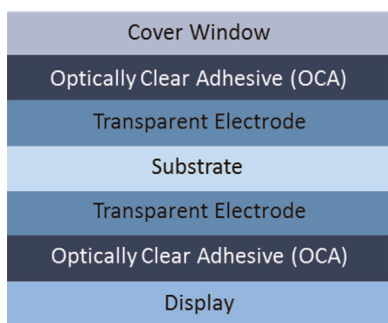 Cover Window
Optically Clear Adhesive (OCA)
Transparent Electrode
Substrate
Transparent Electrode
Optically Clear Adhesive (OCA)
Display